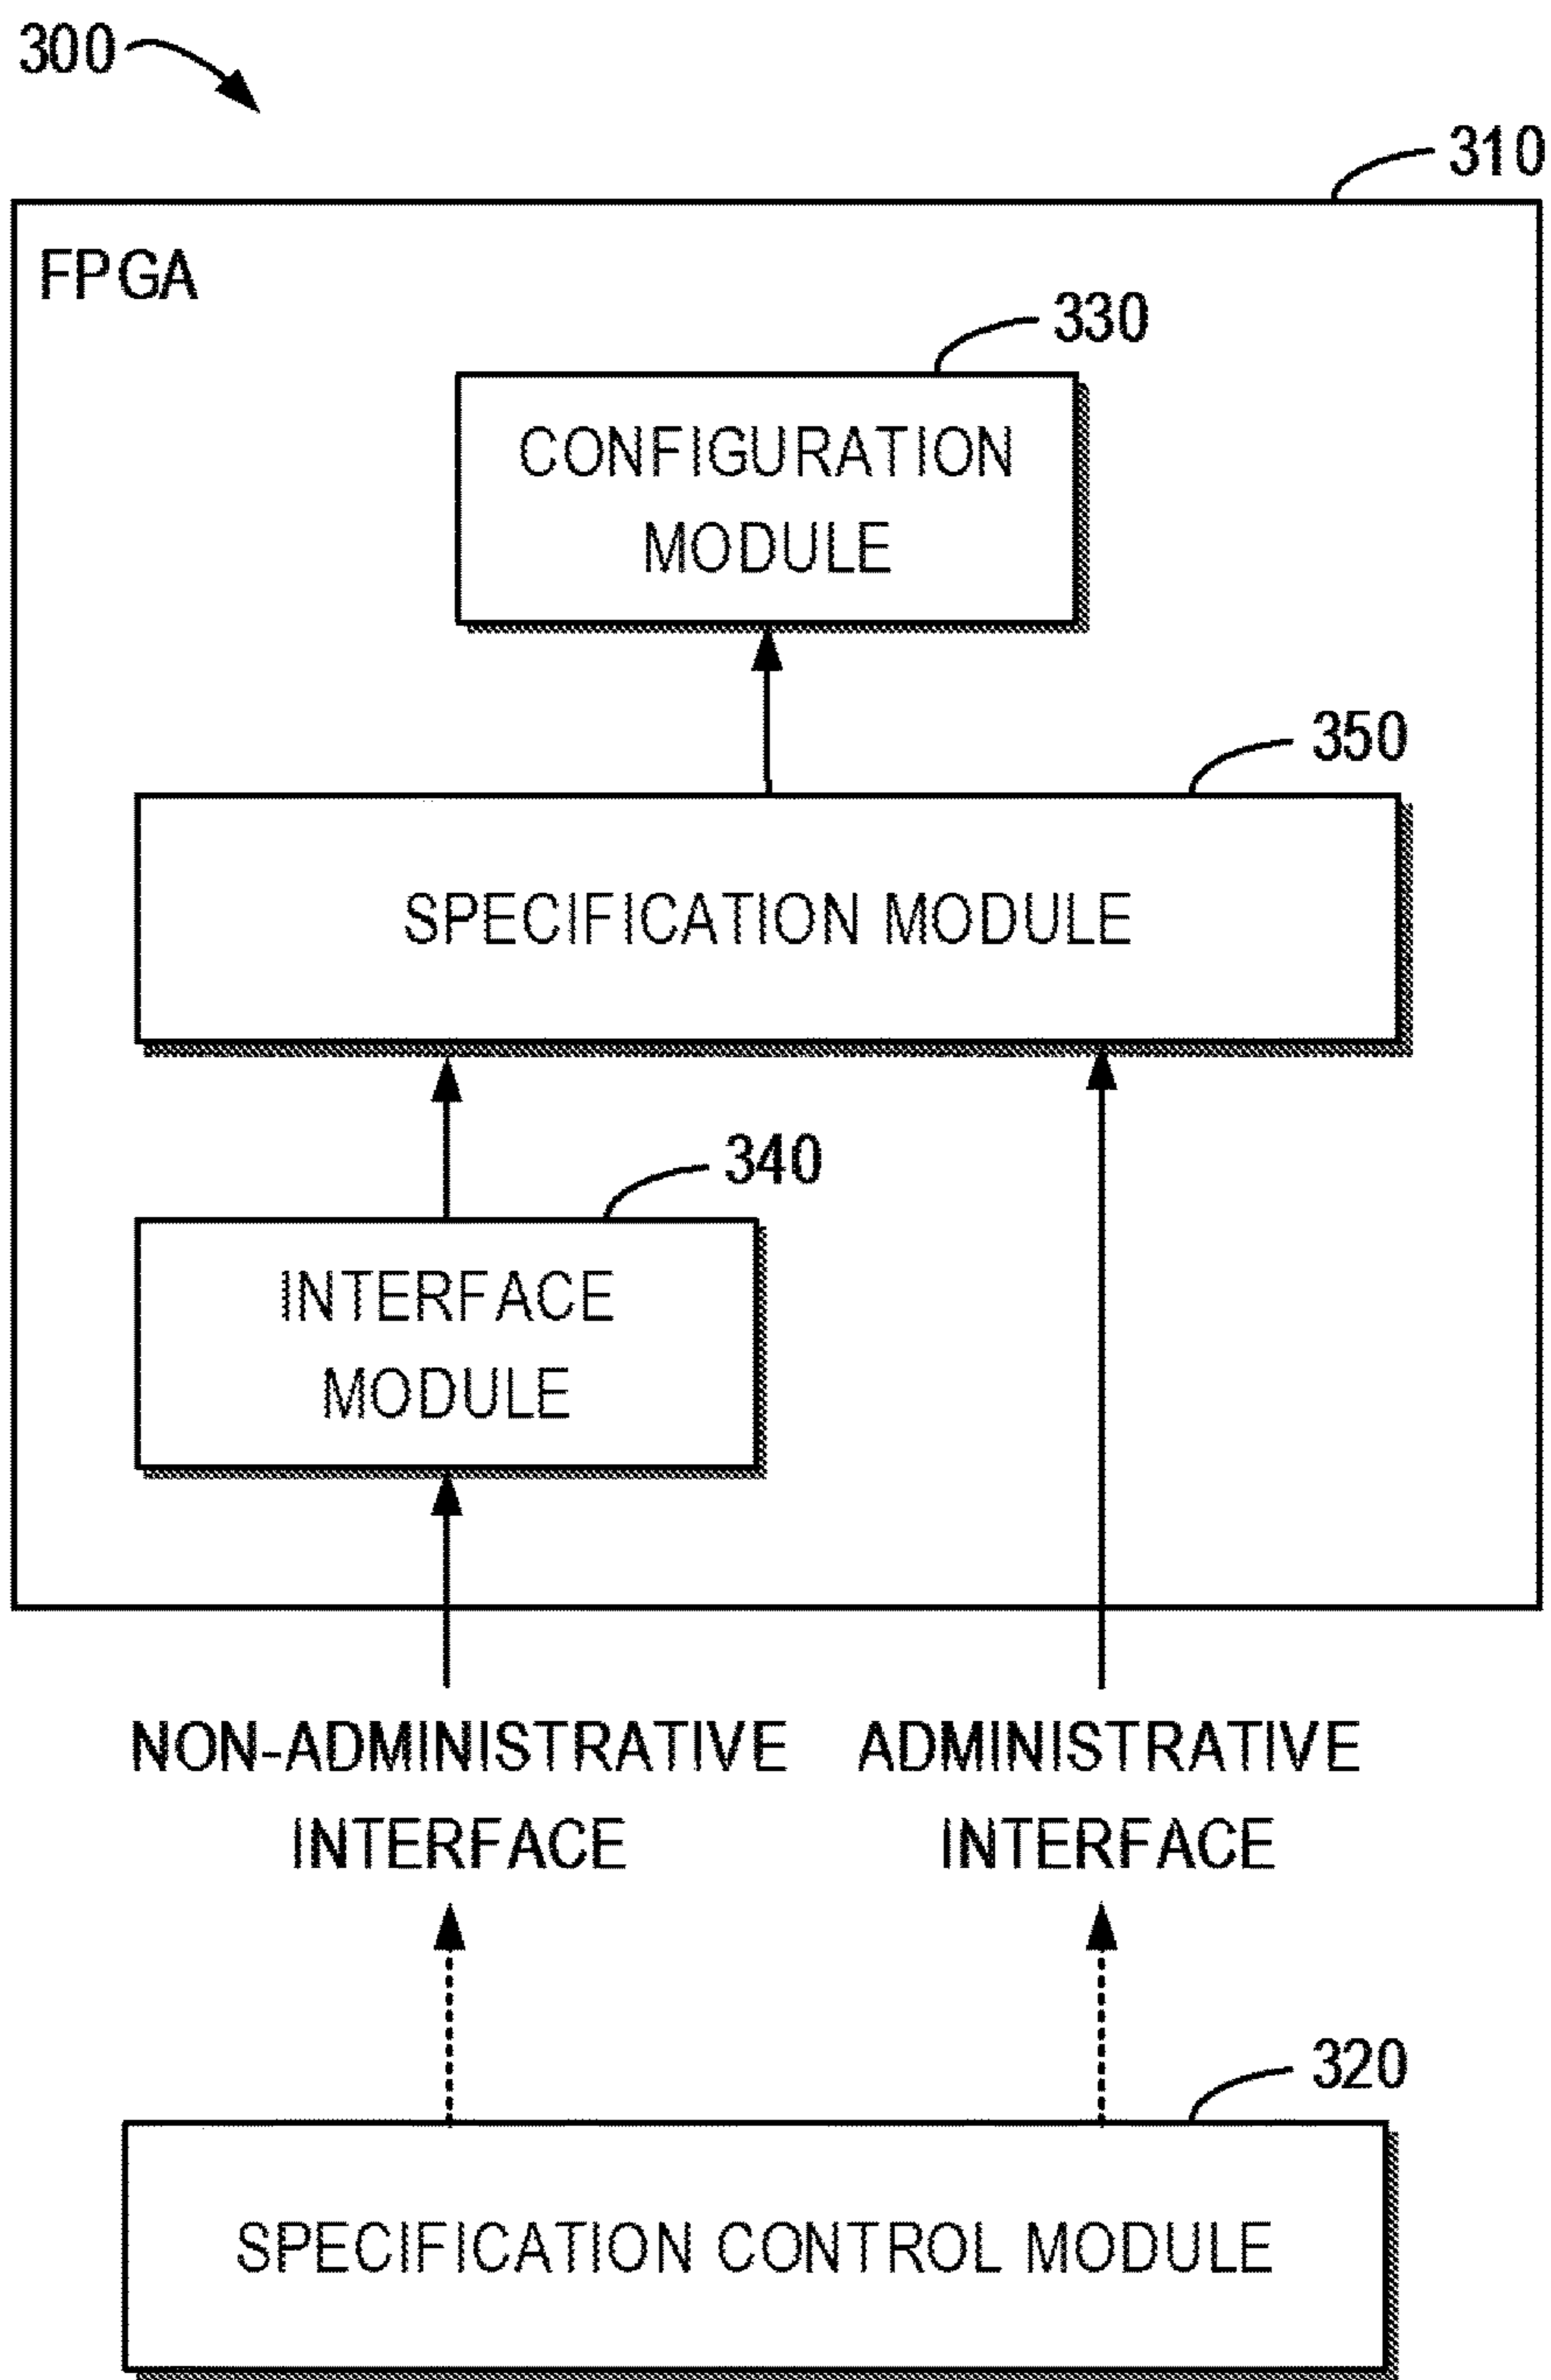 300
310
FPGA
330
CONFIGURATION
MODULE
350
SPECIFICATION MODULE
340
INTERFACE
MODULE
NON-ADMINISTRATIVE
INTERFACE
ADMINISTRATIVE
INTERFACE
320
SPECIFICATION CONTROL MODULE